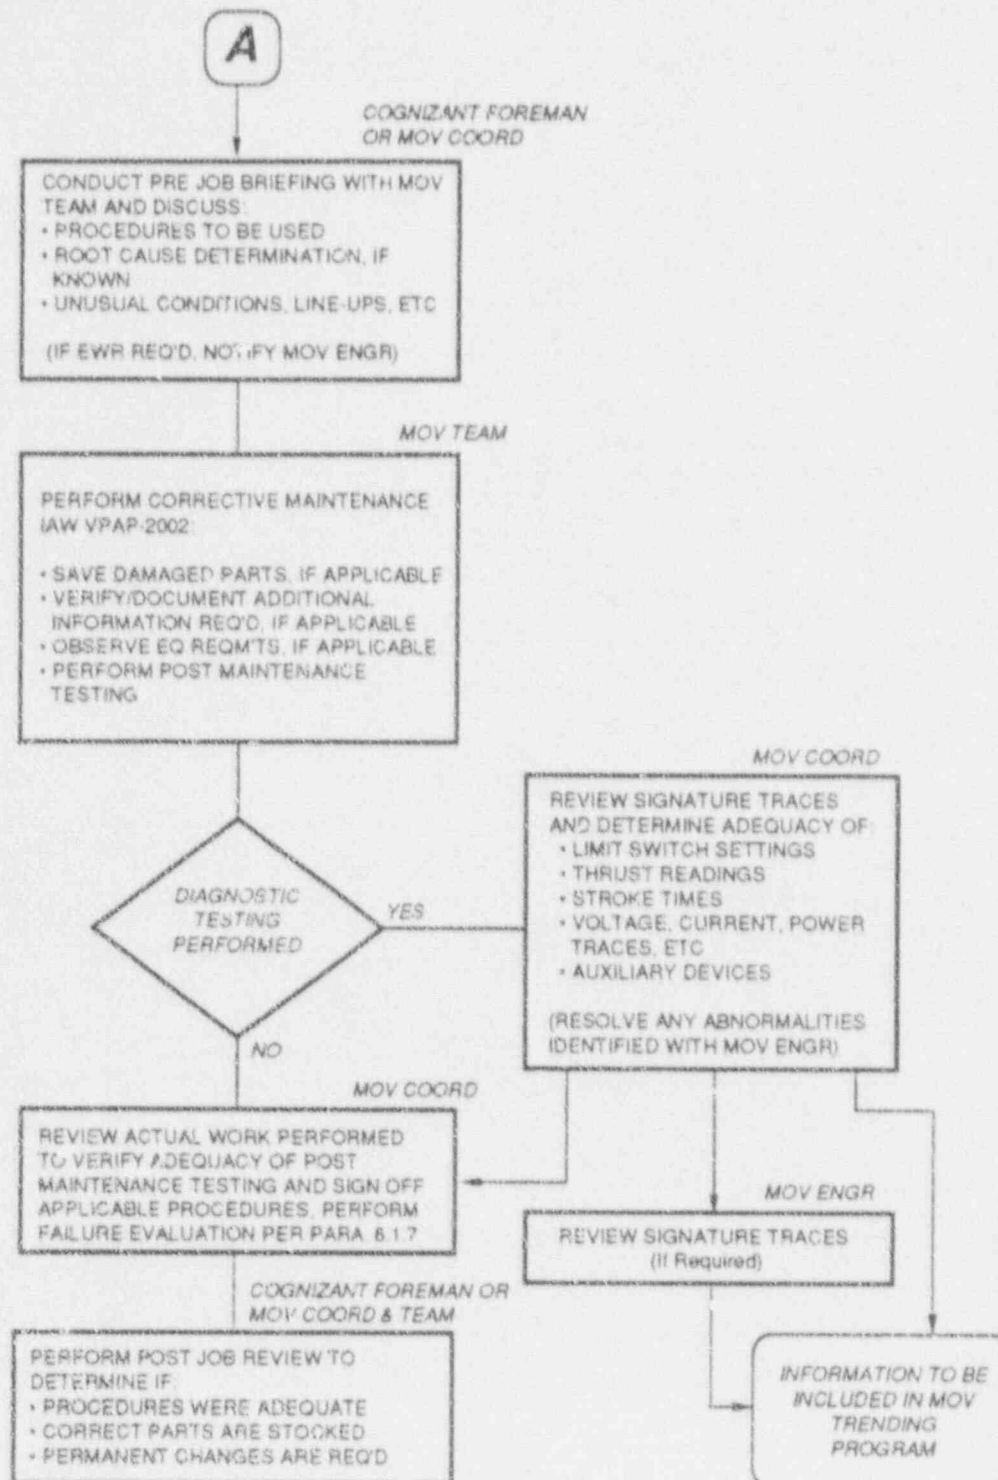 A
COGNIZANT FOREMAN
OR MOV COORD
CONDUCT PRE JOB BRIEFING WITH MOV
TEAM AND DISCUSS:
• PROCEDURES TO BE USED
• ROOT CAUSE DETERMINATION, IF
KNOWN
• UNUSUAL CONDITIONS, LINE-UPS, ETC
(IF EWR REQ'D, NOTIFY MOV ENGR)
MOV TEAM
PERFORM CORRECTIVE MAINTENANCE
IAW VPAP-2002:
• SAVE DAMAGED PARTS, IF APPLICABLE
• VERIFY/DOCUMENT ADDITIONAL
INFORMATION REQ'D, IF APPLICABLE
• OBSERVE EQ REQM'TS, IF APPLICABLE
• PERFORM POST MAINTENANCE
TESTING
DIAGNOSTIC
TESTING
PERFORMED
YES
NO
MOV COORD
REVIEW SIGNATURE TRACES
AND DETERMINE ADEQUACY OF:
• LIMIT SWITCH SETTINGS
• THRUST READINGS
• STROKE TIMES
• VOLTAGE, CURRENT, POWER
TRACES, ETC
• AUXILIARY DEVICES
(RESOLVE ANY ABNORMALITIES
IDENTIFIED WITH MOV ENGR)
MOV COORD
REVIEW ACTUAL WORK PERFORMED
TO VERIFY ADEQUACY OF POST
MAINTENANCE TESTING AND SIGN OFF
APPLICABLE PROCEDURES, PERFORM
FAILURE EVALUATION PER PARA. 6.1.7
MOV ENGR
REVIEW SIGNATURE TRACES
(If Required)
COGNIZANT FOREMAN OR
MOV COORD & TEAM
PERFORM POST JOB REVIEW TO
DETERMINE IF:
• PROCEDURES WERE ADEQUATE
• CORRECT PARTS ARE STOCKED
• PERMANENT CHANGES ARE REQ'D
INFORMATION TO BE
INCLUDED IN MOV
TRENDING
PROGRAM